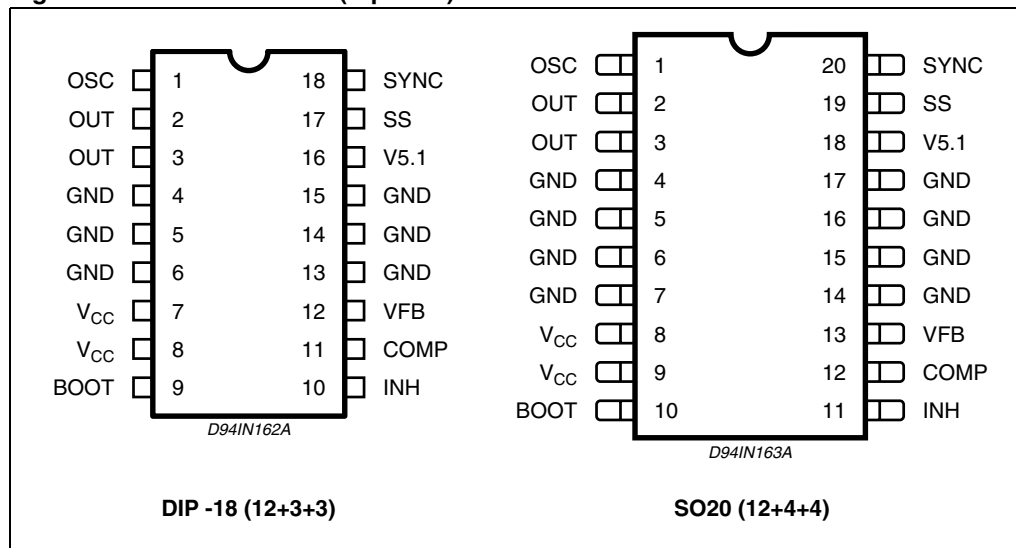 OSC 1 18 SYNC
OUT 2 17 SS
OUT 3 16 V5.1
GND 4 15 GND
GND 5 14 GND
GND 6 13 GND
VCC 7 12 VFB
VCC 8 11 COMP
BOOT 9 10 INH
D94IN162A
DIP -18 (12+3+3)
OSC 1 20 SYNC
OUT 2 19 SS
OUT 3 18 V5.1
GND 4 17 GND
GND 5 16 GND
GND 6 15 GND
GND 7 14 GND
VCC 8 13 VFB
VCC 9 12 COMP
BOOT 10 11 INH
D94IN163A
SO20 (12+4+4)